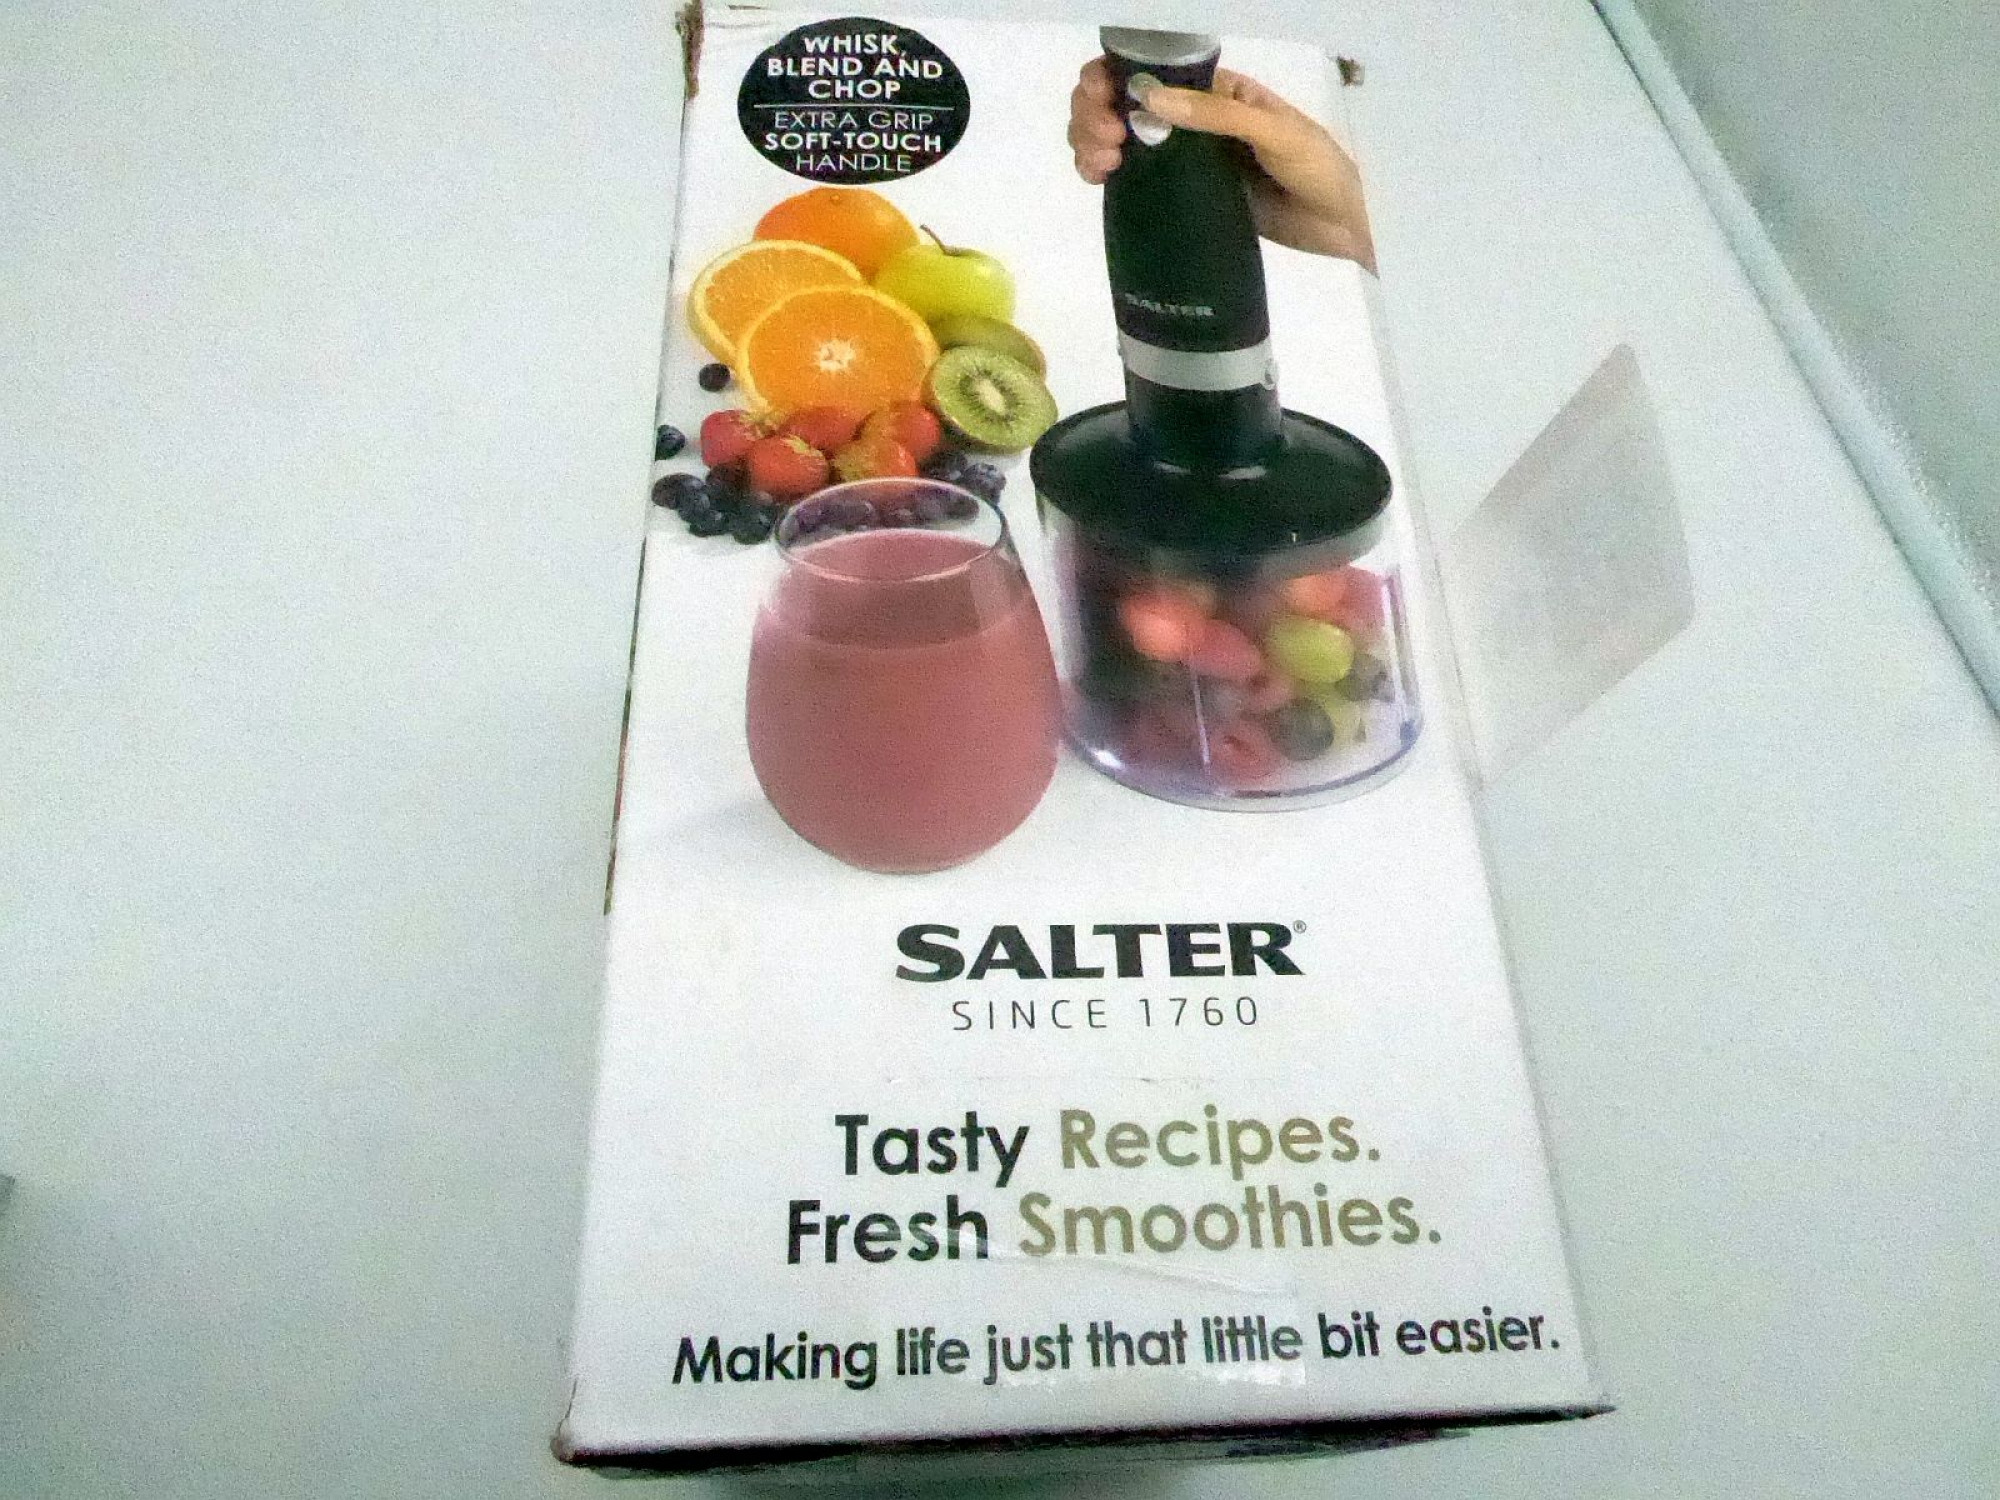 WHISK,
BLEND AND
CHOP
EXTRA GRIP
SOFT-TOUCH
HANDLE
SALTER
SALTER®
SINCE 1760
Tasty Recipes.
Fresh Smoothies.
Making life just that little bit easier.